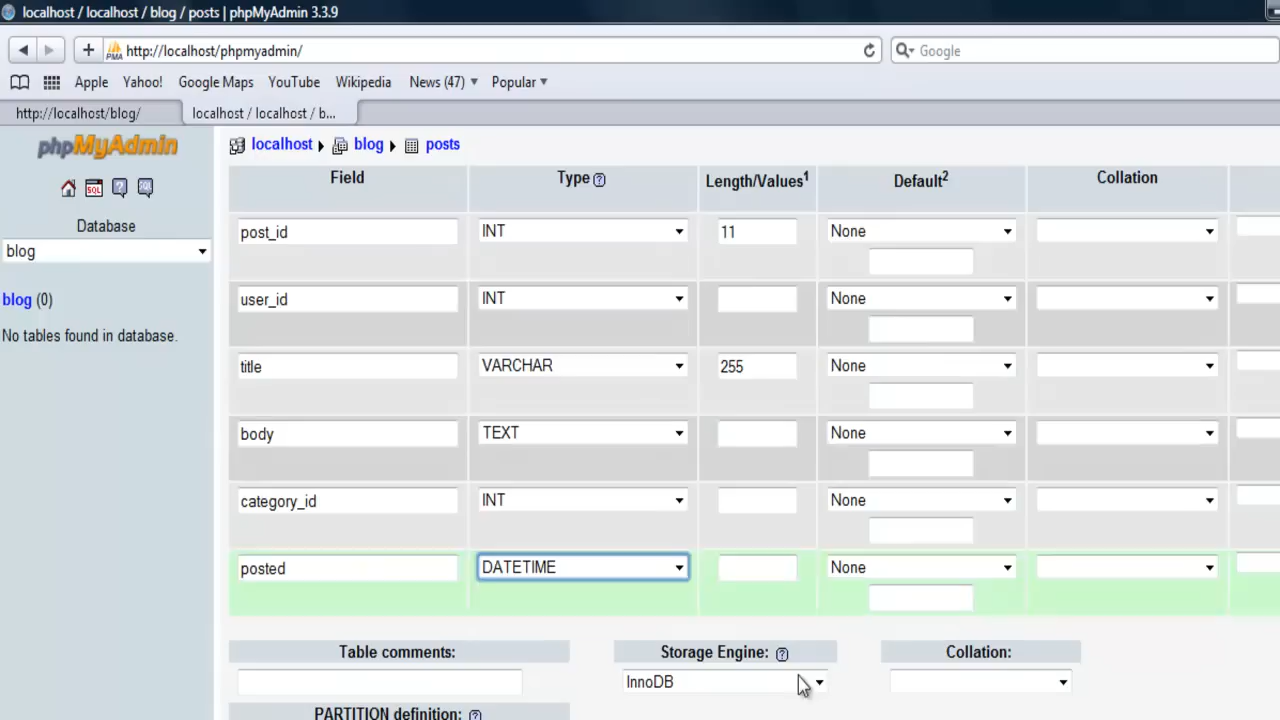 localhost / localhost / blog / posts | phpMyAdmin 3.3.9
http://localhost/phpmyadmin/
Google
Apple Yahoo! Google Maps YouTube Wikipedia News (47) Popular
http://localhost/blog/
localhost / localhost / b...
phpMyAdmin
localhost blog posts
Database
blog
blog (0)
No tables found in database.
Field Type Length/Values1 Default2 Collation
post_id INT 11 None
user_id INT None
title VARCHAR 255 None
body TEXT None
category_id INT None
posted DATETIME None
Table comments: Storage Engine: Collation:
InnoDB
PARTITION definition: